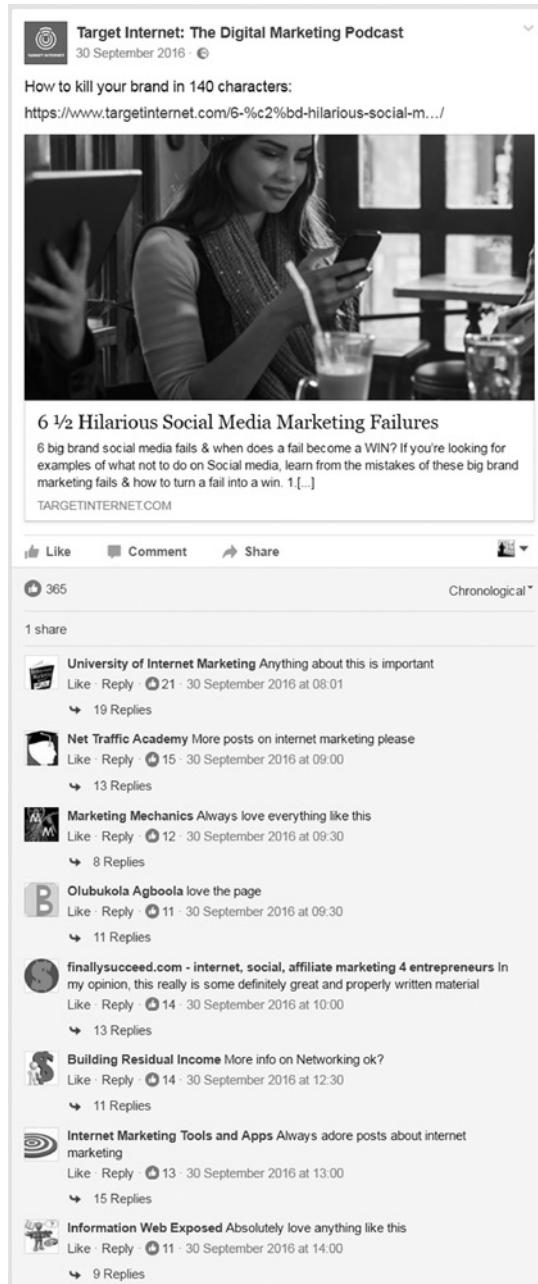 TARGET INTERNET
Target Internet: The Digital Marketing Podcast
30 September 2016 ·
How to kill your brand in 140 characters:
https://www.targetinternet.com/6-%c2%bd-hilarious-social-m…/
6 ½ Hilarious Social Media Marketing Failures
6 big brand social media fails & when does a fail become a WIN? If you're looking for
examples of what not to do on Social media, learn from the mistakes of these big brand
marketing fails & how to turn a fail into a win. 1.[...]
TARGETINTERNET.COM
Like Comment Share
365 Chronological
1 share
University of Internet Marketing Anything about this is important
Like · Reply · 21 · 30 September 2016 at 08:01
19 Replies
Net Traffic Academy More posts on internet marketing please
Like · Reply · 15 · 30 September 2016 at 09:00
13 Replies
M M
Marketing Mechanics Always love everything like this
Like · Reply · 12 · 30 September 2016 at 09:30
8 Replies
B
Olubukola Agboola love the page
Like · Reply · 11 · 30 September 2016 at 09:30
11 Replies
$
finallysucceed.com - internet, social, affiliate marketing 4 entrepreneurs In
my opinion, this really is some definitely great and properly written material
Like · Reply · 14 · 30 September 2016 at 10:00
13 Replies
$
Building Residual Income More info on Networking ok?
Like · Reply · 14 · 30 September 2016 at 12:30
11 Replies
Internet Marketing Tools and Apps Always adore posts about internet
marketing
Like · Reply · 13 · 30 September 2016 at 13:00
15 Replies
Information Web Exposed Absolutely love anything like this
Like · Reply · 11 · 30 September 2016 at 14:00
9 Replies